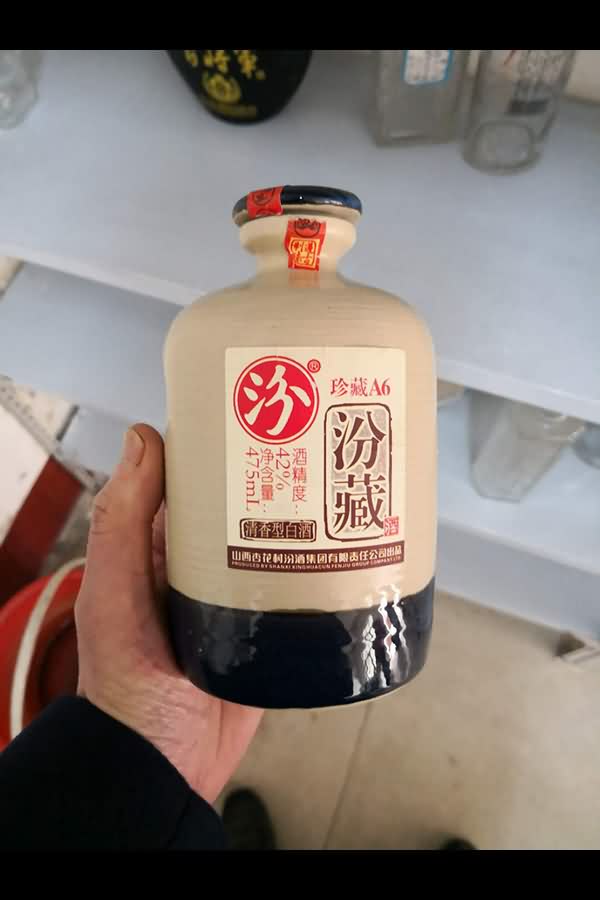 汾®
珍藏A6
汾藏
酒
酒精度:
42%
净含量:
475mL
清香型白酒
山西杏花村汾酒集团有限责任公司出品
PRODUCED BY SHANXI XINGHUACUN FENJIU GROUP COMPANY LTD